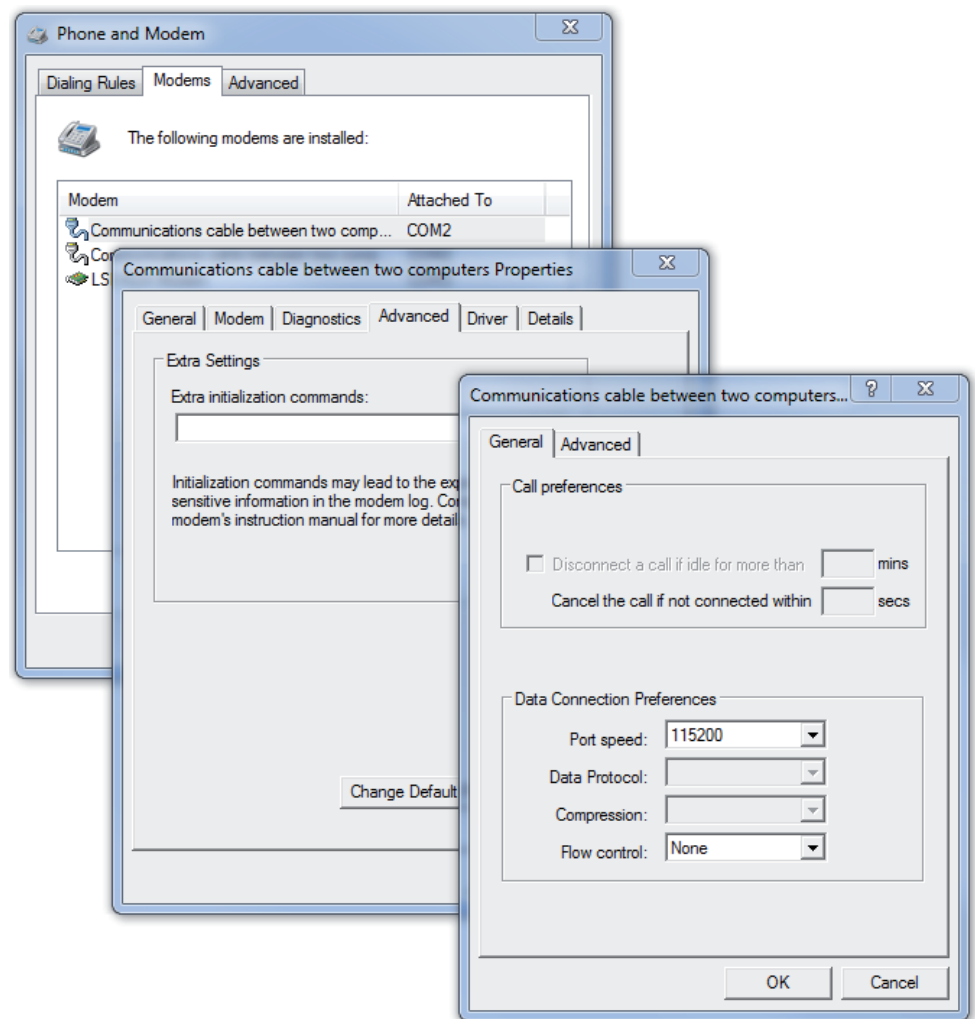 Phone and Modem
Dialing Rules Modems Advanced
The following modems are installed:
Modem Attached To
Communications cable between two comp... COM2
Co
LS
Communications cable between two computers Properties
General Modem Diagnostics Advanced Driver Details
Extra Settings
Extra initialization commands:
Initialization commands may lead to the exp
sensitive information in the modem log. Con
modem's instruction manual for more detail
Change Default
Communications cable between two computers...
General Advanced
Call preferences
Disconnect a call if idle for more than mins
Cancel the call if not connected within secs
Data Connection Preferences
Port speed: 115200
Data Protocol:
Compression:
Flow control: None
OK Cancel